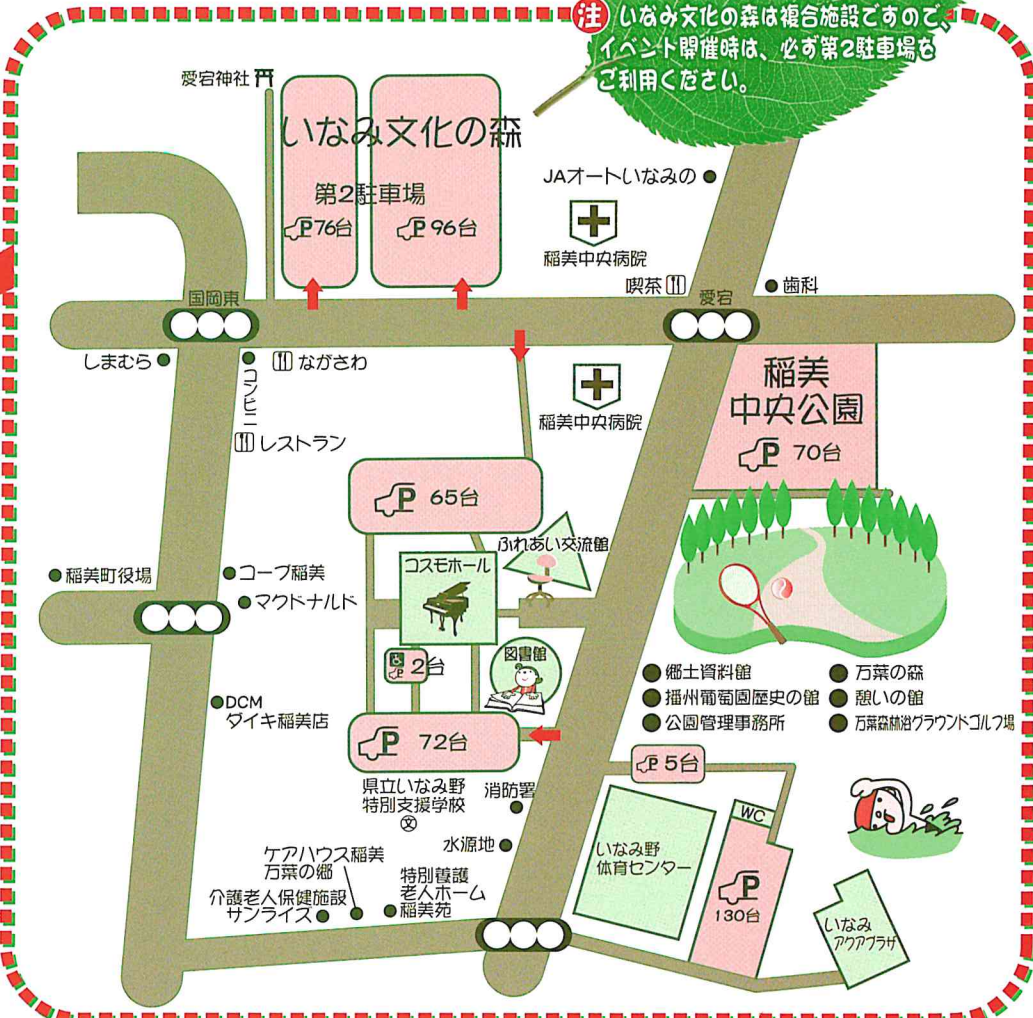 注 いなみ文化の森は複合施設ですので、
イベント開催時は、必ず第2駐車場を
ご利用ください。
愛宕神社
いなみ文化の森
第2駐車場
P76台
P 96台
JAオートいなみの
稲美中央病院
喫茶
愛宕
歯科
国岡東
しまむら
コンビニ
ながさわ
レストラン
稲美中央病院
稲美
中央公園
P 70台
P 65台
ふれあい交流館
コスモホール
稲美町役場
コープ稲美
マクドナルド
P 2台
図書館
郷土資料館
播州葡萄園歴史の館
公園管理事務所
万葉の森
憩いの館
万葉森林浴グラウンドゴルフ場
DCM
ダイキ稲美店
P 72台
P 5台
県立いなみ野
特別支援学校
文
消防署
水源地
WC
いなみ野
体育センター
P
130台
いなみ
アクアプラザ
ケアハウス稲美
万葉の郷
介護老人保健施設
サンライズ
特別養護
老人ホーム
稲美苑